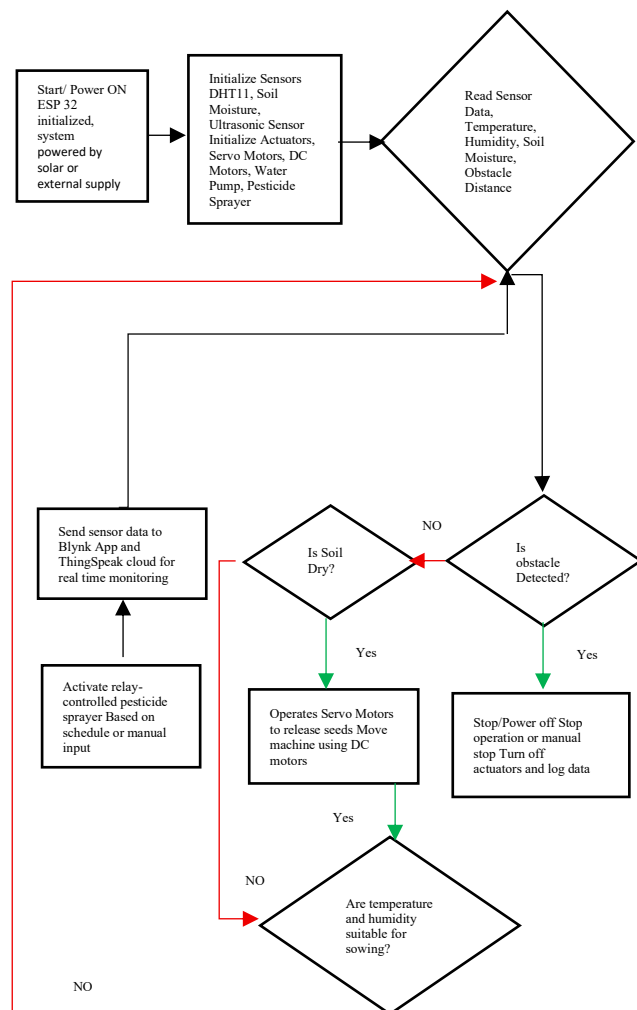 Start/ Power ON
ESP 32
initialized,
system
powered by
solar or
external supply
Initialize Sensors
DHT11, Soil
Moisture,
Ultrasonic Sensor
Initialize Actuators,
Servo Motors, DC
Motors, Water
Pump, Pesticide
Sprayer
Read Sensor
Data,
Temperature,
Humidity, Soil
Moisture,
Obstacle
Distance
Send sensor data to
Blynk App and
ThingSpeak cloud for
real time monitoring
Is Soil
Dry?
NO
Is
obstacle
Detected?
Yes
Yes
Activate relay-
controlled pesticide
sprayer Based on
schedule or manual
input
Operates Servo Motors
to release seeds Move
machine using DC
motors
Stop/Power off Stop
operation or manual
stop Turn off
actuators and log data
Yes
NO
Are temperature
and humidity
suitable for
sowing?
NO